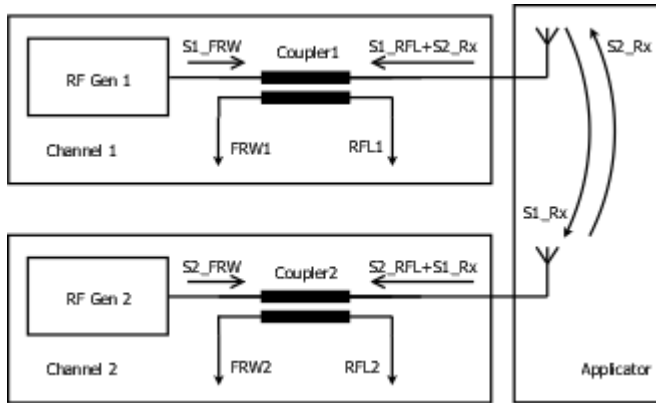 S1_FRW
Coupler1
S1_RFL+S2_Rx
S2_Rx
RF Gen 1
FRW1
RFL1
Channel 1
S1_Rx
S2_FRW
Coupler2
S2_RFL+S1_Rx
RF Gen 2
FRW2
RFL2
Channel 2
Applicator